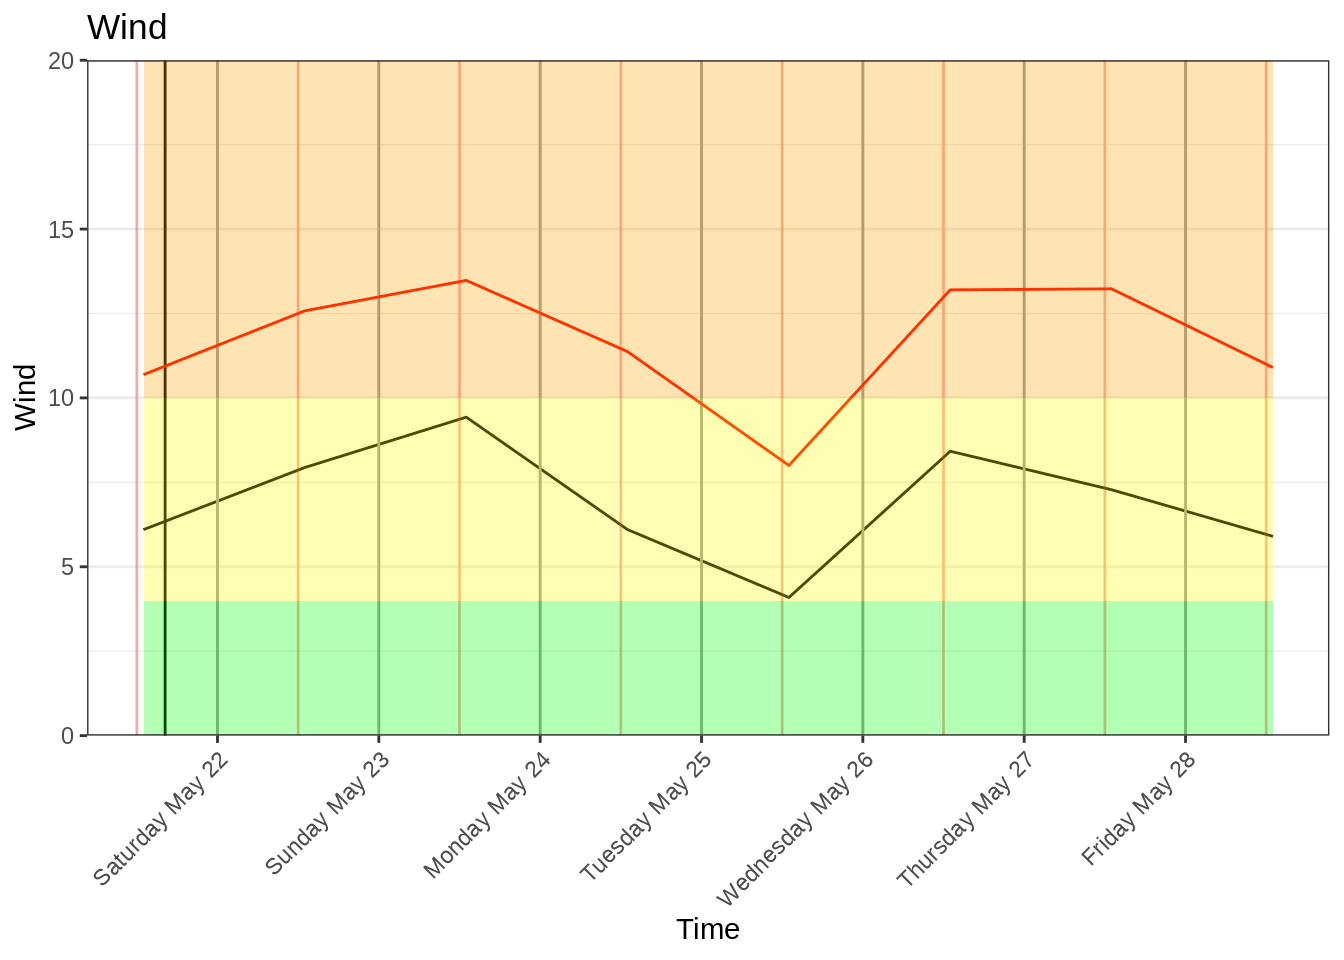 Wind
Wind
20
15
10
5
0
Saturday May 22
Sunday May 23
Monday May 24
Tuesday May 25
Wednesday May 26
Thursday May 27
Friday May 28
Time